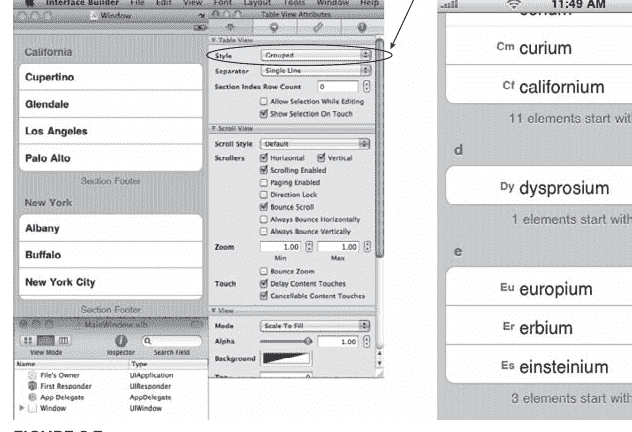 Interface Builder File Edit View Font Layout Tools Window Help
Window
Table View Attributes
California
Cupertino
Glendale
Los Angeles
Palo Alto
Section Footer
New York
Albany
Buffalo
New York City
Section Footer
Table View
Style Grouped
Separator Single Line
Section Index Row Count 0
Allow Selection While Editing
Show Selection On Touch
Scroll View
Scroll Style Default
Scrollers Horizontal Vertical
Scrolling Enabled
Paging Enabled
Direction Lock
Bounce Scroll
Always Bounce Horizontally
Always Bounce Vertically
Zoom 1.00 1.00
Min Max
Bounce Zoom
Touch Delay Content Touches
Cancellable Content Touches
View
Mode Scale To Fill
Alpha 1.00
Background
MainWindow.xib
View Mode Inspector Search Field
Name Type
File's Owner UIApplication
First Responder UIResponder
App Delegate AppDelegate
Window UIWindow
11:49 AM
Cm curium
Cf californium
11 elements start wit
d
Dy dysprosium
1 elements start with
e
Eu europium
Er erbium
Es einsteinium
3 elements start with